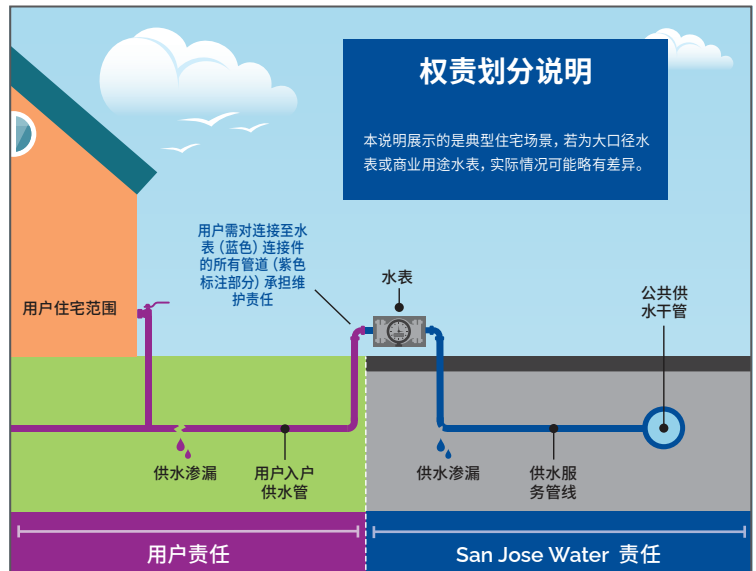 权责划分说明
本说明展示的是典型住宅场景，若为大口径水
表或商业用途水表，实际情况可能略有差异。
用户需对连接至水
表（蓝色）连接件
的所有管道（紫色
标注部分）承担维
护责任
水表
公共供
水干管
用户住宅范围
供水渗漏
用户入户
供水管
供水渗漏
供水服
务管线
用户责任
San Jose Water 责任